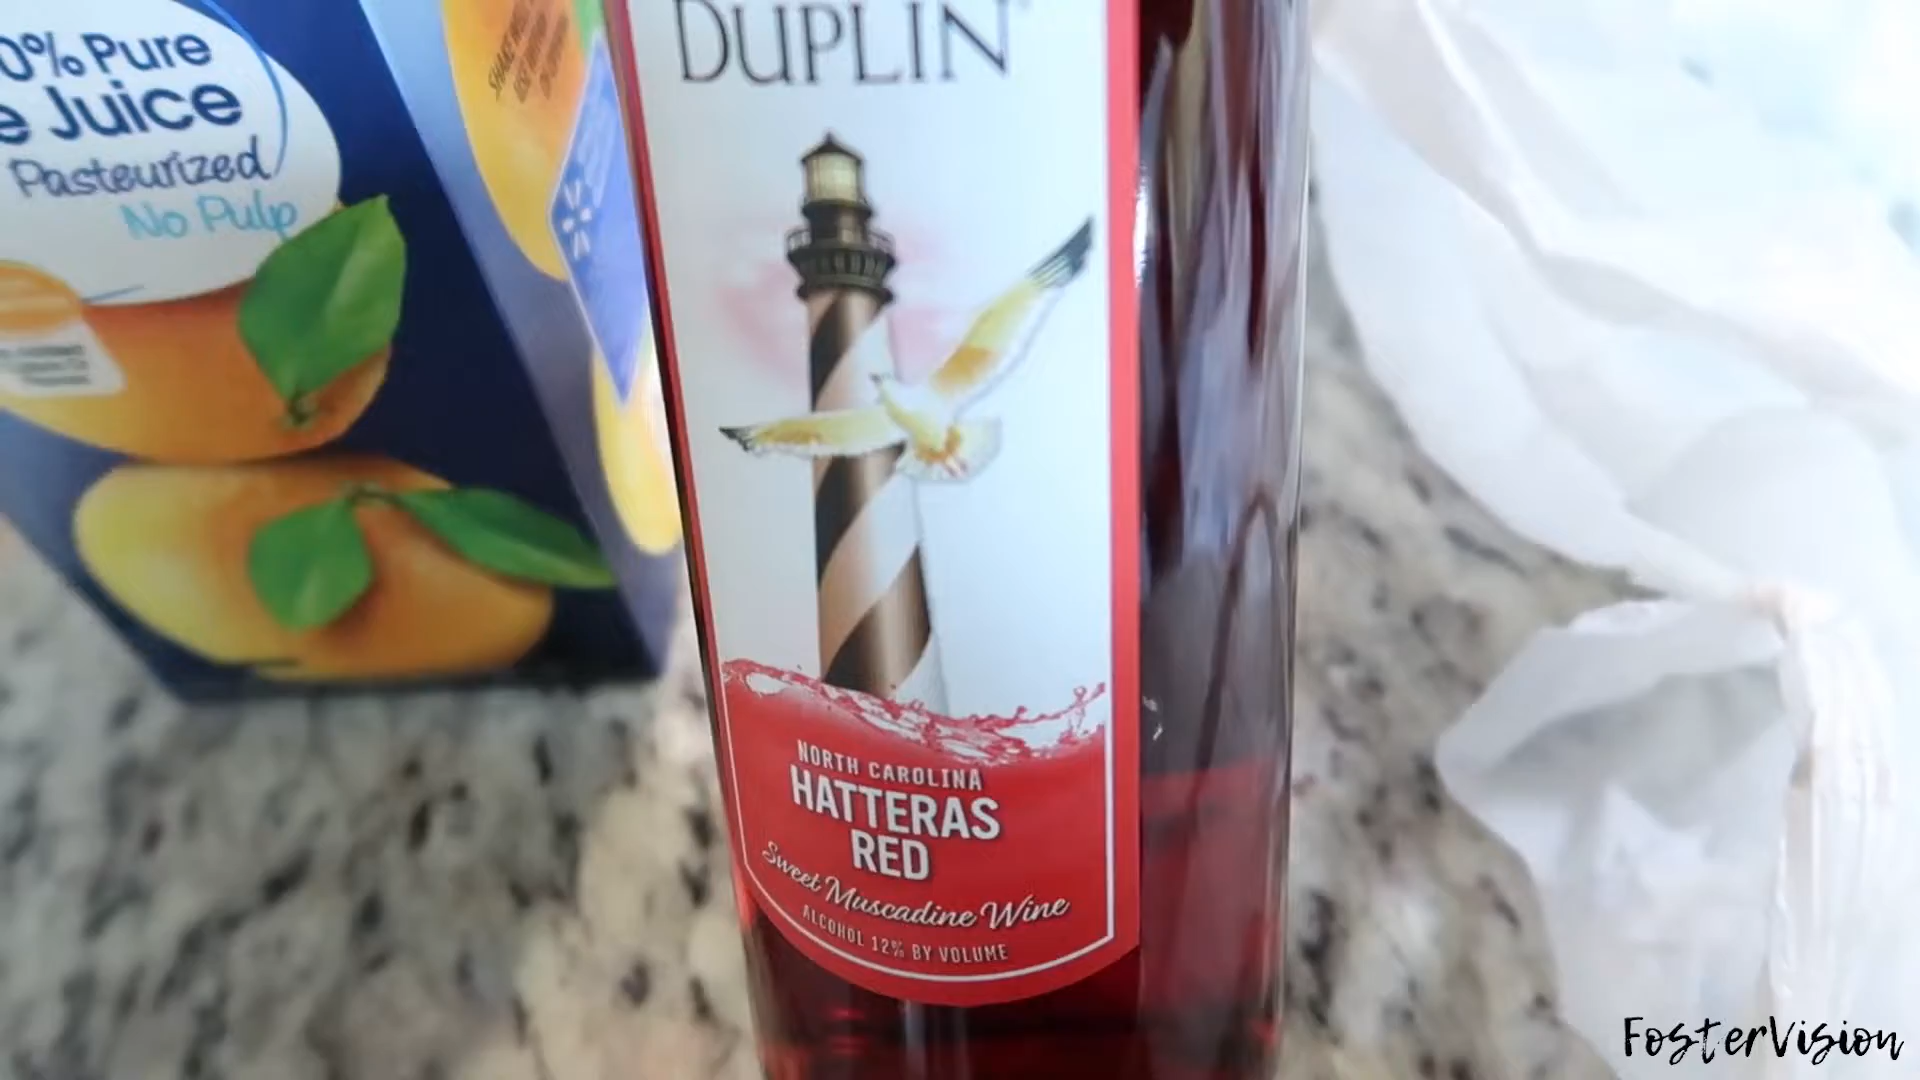 0% Pure
e Juice
Pasteurized
No Pulp
DUPLIN
NORTH CAROLINA
HATTERAS
RED
Sweet Muscadine Wine
ALCOHOL 12% BY VOLUME
FosterVision